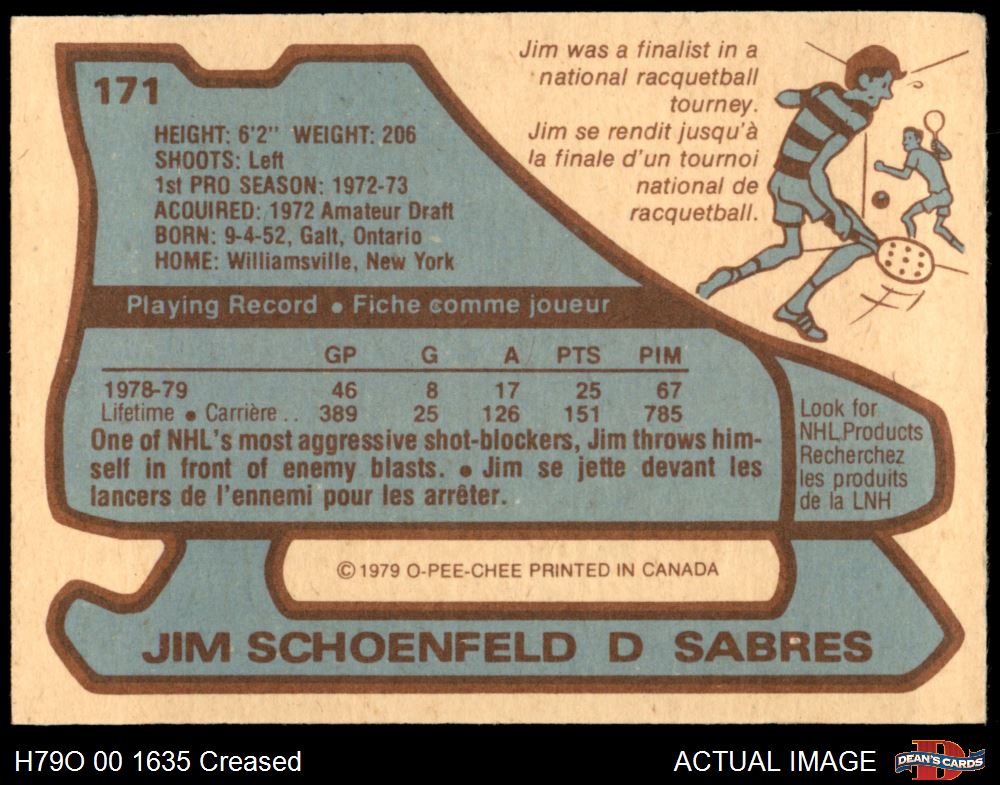 171
HEIGHT: 6'2" WEIGHT: 206
SHOOTS: Left
1st PRO SEASON: 1972-73
ACQUIRED: 1972 Amateur Draft
BORN: 9-4-52, Galt, Ontario
HOME: Williamsville, New York
Jim was a finalist in a
national racquetball
tourney.
Jim se rendit jusqu'à
la finale d'un tournoi
national de
racquetball.
Playing Record • Fiche comme joueur
GP G A PTS PIM
1978-79 46 8 17 25 67
Lifetime • Carrière .. 389 25 126 151 785
One of NHL's most aggressive shot-blockers, Jim throws him-
self in front of enemy blasts. • Jim se jette devant les
lancers de l'ennemi pour les arrêter.
Look for
NHL Products
Recherchez
les produits
de la LNH
© 1979 O-PEE-CHEE PRINTED IN CANADA
JIM SCHOENFELD D SABRES
H79O 00 1635 Creased
ACTUAL IMAGE
D
DEAN'S CARDS